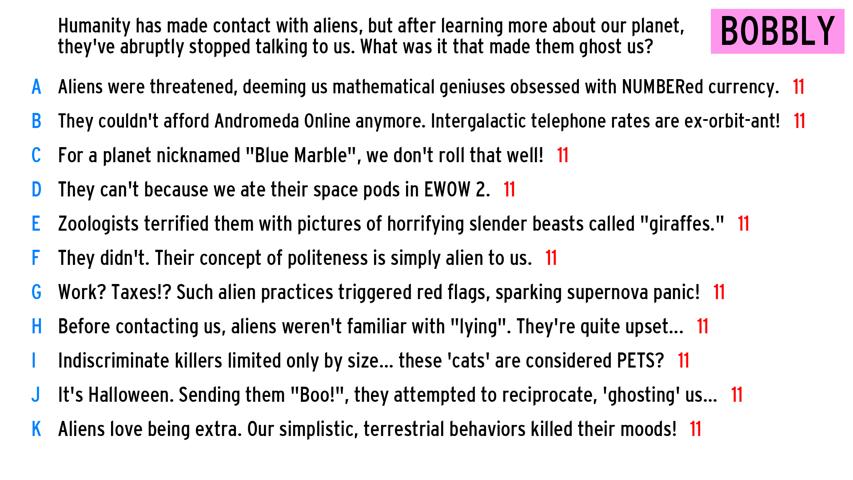 Humanity has made contact with aliens, but after learning more about our planet,
they've abruptly stopped talking to us. What was it that made them ghost us?
BOBBLY
A Aliens were threatened, deeming us mathematical geniuses obsessed with NUMBERed currency. 11
B They couldn't afford Andromeda Online anymore. Intergalactic telephone rates are ex-orbit-ant! 11
C For a planet nicknamed "Blue Marble", we don't roll that well! 11
D They can't because we ate their space pods in EWOW 2. 11
E Zoologists terrified them with pictures of horrifying slender beasts called "giraffes." 11
F They didn't. Their concept of politeness is simply alien to us. 11
G Work? Taxes!? Such alien practices triggered red flags, sparking supernova panic! 11
H Before contacting us, aliens weren't familiar with "lying". They're quite upset... 11
I Indiscriminate killers limited only by size... these 'cats' are considered PETS? 11
J It's Halloween. Sending them "Boo!", they attempted to reciprocate, 'ghosting' us... 11
K Aliens love being extra. Our simplistic, terrestrial behaviors killed their moods! 11